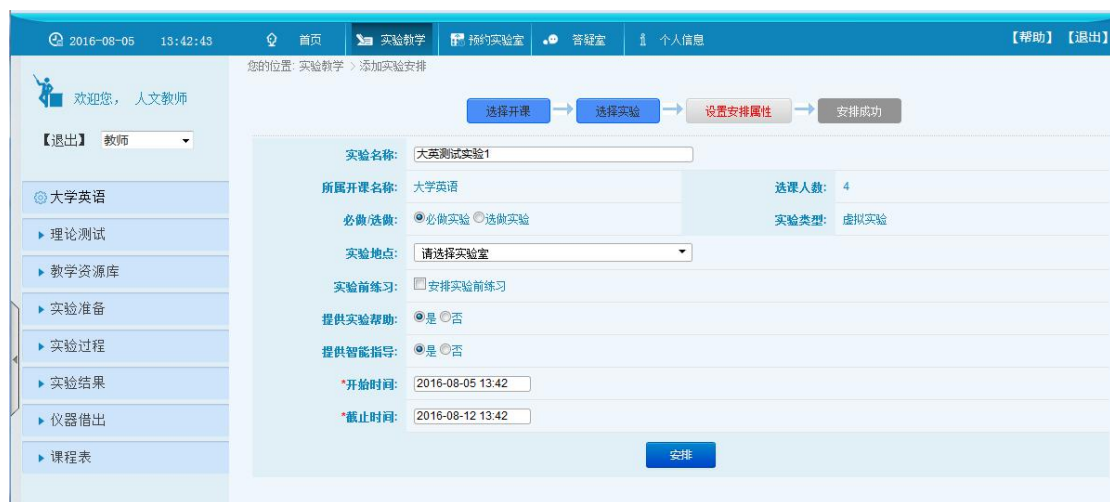 2016-08-05 13:42:43 首页 实验教学 预约实验室 答疑室 个人信息 【帮助】 【退出】
您的位置: 实验教学 > 添加实验安排
欢迎您， 人文教师
选择开课 选择实验 设置安排属性 安排成功
【退出】 教师
实验名称: 大英测试实验1
所属开课名称: 大学英语 选课人数: 4
大学英语
必做/选做: 必做实验 选做实验 实验类型: 虚拟实验
理论测试
实验地点: 请选择实验室
教学资源库
实验前练习: 安排实验前练习
实验准备
提供实验帮助: 是 否
实验过程
提供智能指导: 是 否
实验结果
*开始时间: 2016-08-05 13:42
仪器借出
*截止时间: 2016-08-12 13:42
课程表
安排